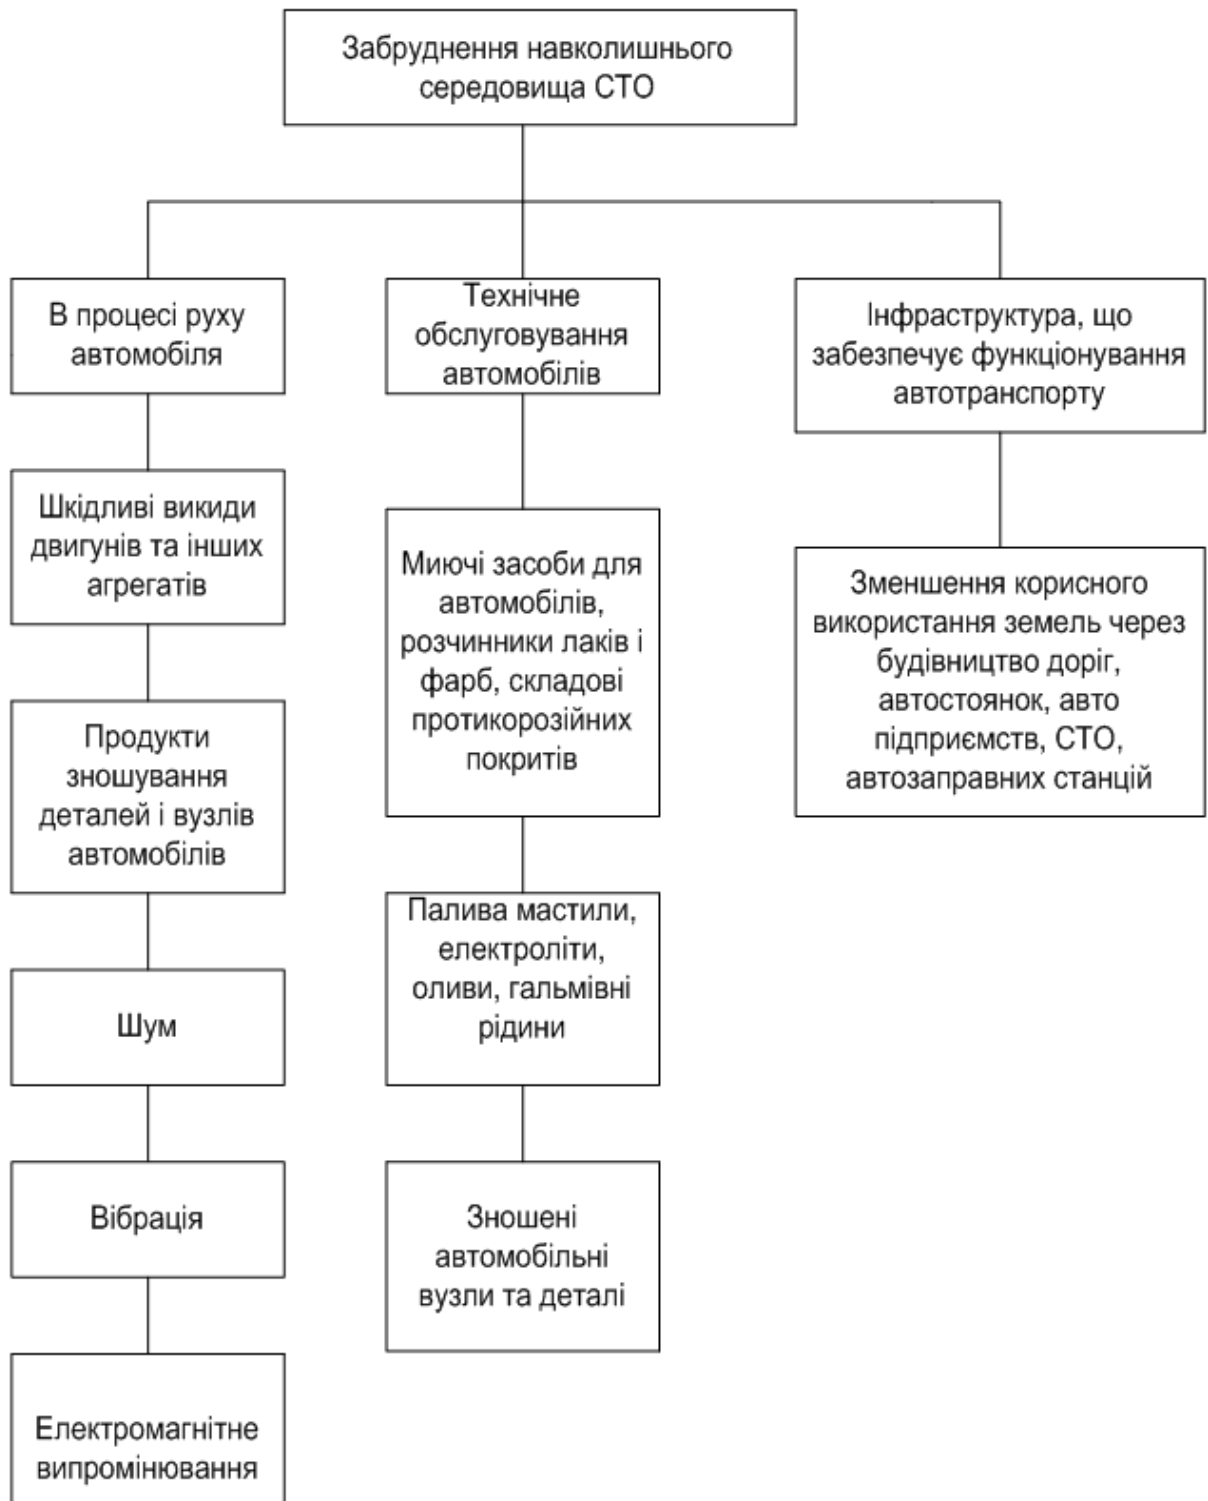 Забруднення навколишнього
середовища СТО
В процесі руху
автомобіля
Шкідливі викиди
двигунів та інших
агрегатів
Продукти
зношування
деталей і вузлів
автомобілів
Шум
Вібрація
Електромагнітне
випромінювання
Технічне
обслуговування
автомобілів
Миючі засоби для
автомобілів,
розчинники лаків і
фарб, складові
протикорозійних
покритів
Палива мастили,
електроліти,
оливи, гальмівні
рідини
Зношені
автомобільні
вузли та деталі
Інфраструктура, що
забезпечує функціонування
автотранспорту
Зменшення корисного
використання земель через
будівництво доріг,
автостоянок, авто
підприємств, СТО,
автозаправних станцій